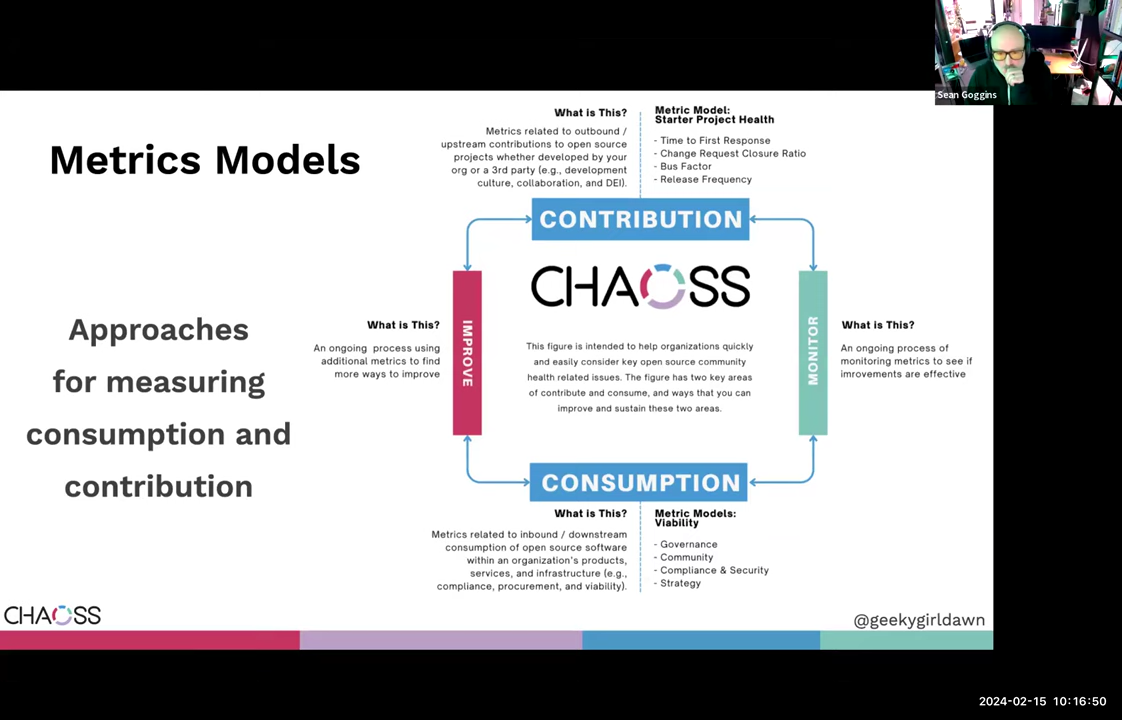 Sean Goggins
Metrics Models
Approaches
for measuring
consumption and
contribution
What is This?
Metrics related to outbound /
upstream contributions to open source
projects whether developed by your
org or a 3rd party (e.g., development
culture, collaboration, and DEI).
Metric Model:
Starter Project Health
- Time to First Response
- Change Request Closure Ratio
- Bus Factor
- Release Frequency
CONTRIBUTION
CHAOSS
This figure is intended to help organizations quickly
and easily consider key open source community
health related issues. The figure has two key areas
of contribute and consume, and ways that you can
improve and sustain these two areas.
What is This?
An ongoing process using
additional metrics to find
more ways to improve
IMPROVE
MONITOR
What is This?
An ongoing process of
monitoring metrics to see if
imrovements are effective
CONSUMPTION
What is This?
Metrics related to inbound / downstream
consumption of open source software
within an organization's products,
services, and infrastructure (e.g.,
compliance, procurement, and viability).
Metric Models:
Viability
- Governance
- Community
- Compliance & Security
- Strategy
CHAOSS
@geekygirldawn
2024-02-15 10:16:50